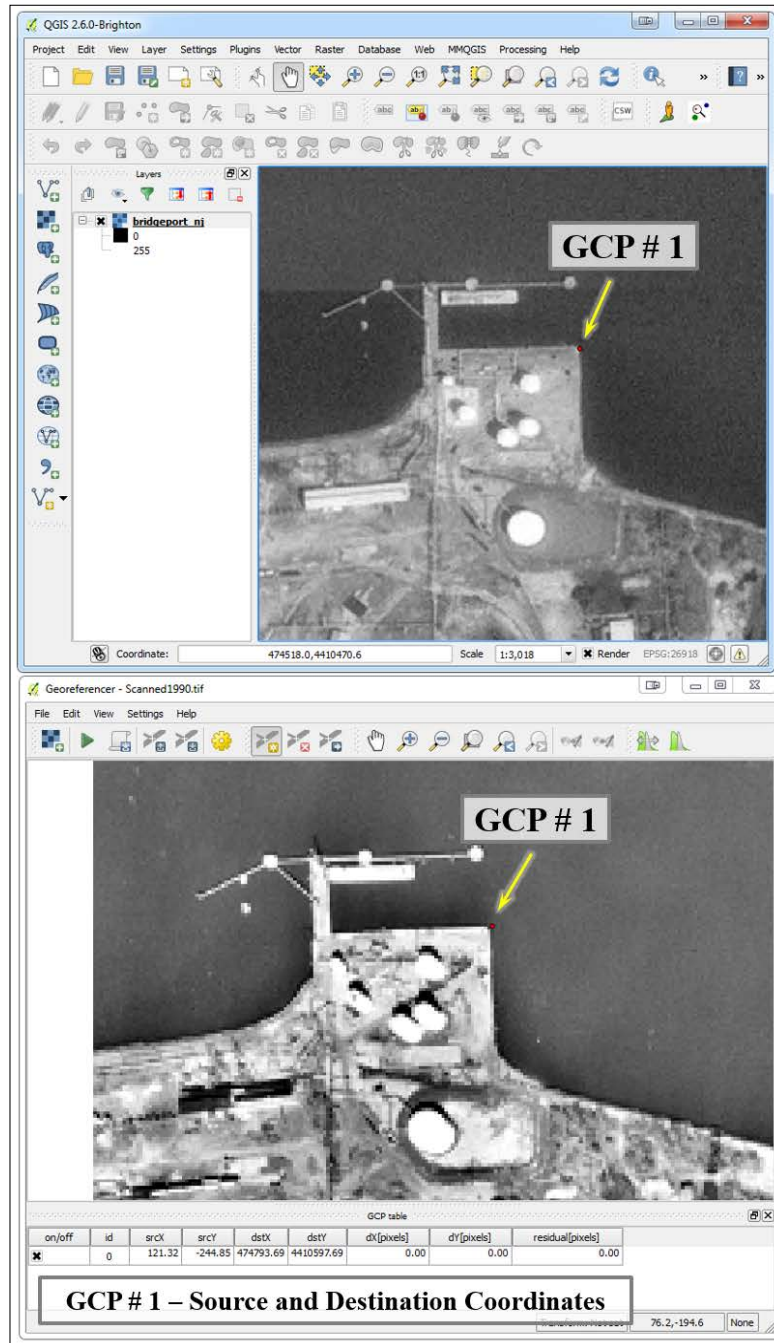 QGIS 2.6.0-Brighton
Project Edit View Layer Settings Plugins Vector Raster Database Web MMQGIS Processing Help
Layers
bridgeport_nj
0
255
GCP # 1
Coordinate: 474518.0,4410470.6 Scale 1:3,018 Render EPSG:26918
Georeferencer - Scanned1990.tif
File Edit View Settings Help
GCP # 1
GCP table
on/off id srcX srcY dstX dstY dX[pixels] dY[pixels] residual[pixels]
0 121.32 -244.85 474793.69 4410597.69 0.00 0.00 0.00
GCP # 1 – Source and Destination Coordinates
76.2,-194.6 None